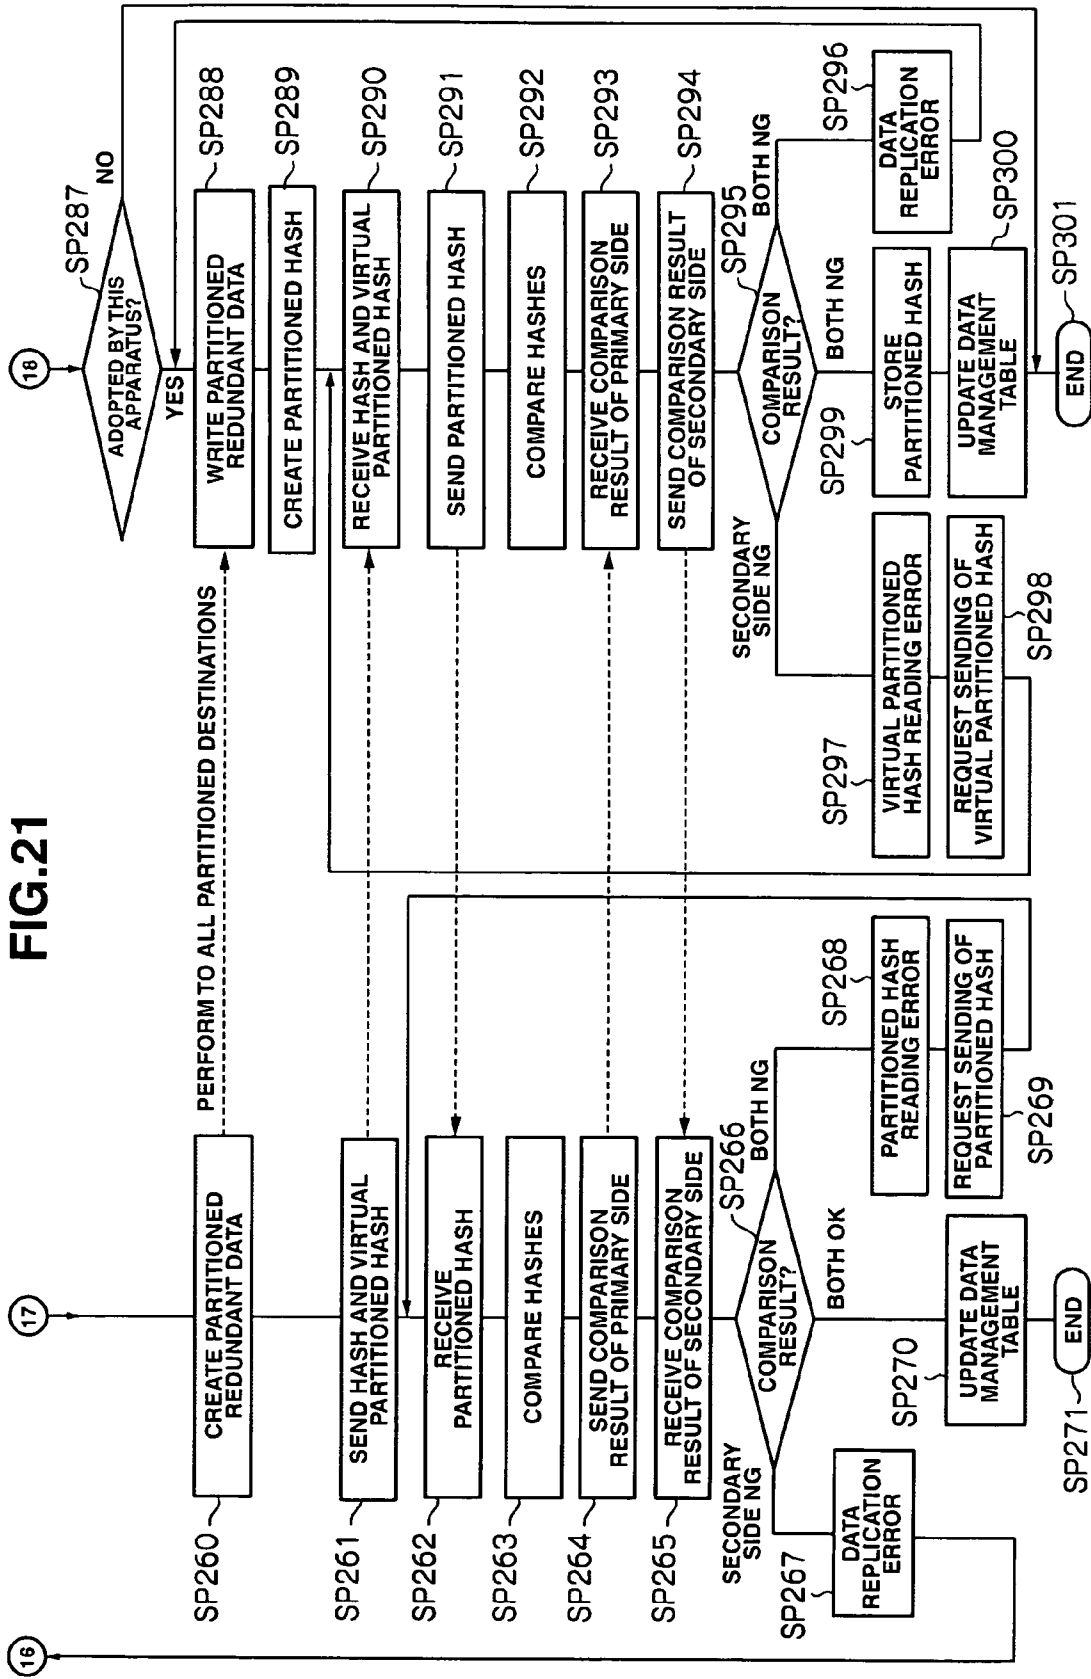 FIG.21
16
17
SP260
CREATE PARTITIONED
REDUNDANT DATA
PERFORM TO ALL PARTITIONED DESTINATIONS
SP261
SEND HASH AND VIRTUAL
PARTITIONED HASH
SP262
RECEIVE
PARTITIONED HASH
SP263
COMPARE HASHES
SP264
SEND COMPARISON
RESULT OF PRIMARY SIDE
SP265
RECEIVE COMPARISON
RESULT OF SECONDARY SIDE
SP266
COMPARISON
RESULT?
SECONDARY
SIDE NG
BOTH NG
BOTH OK
SP267
DATA
REPLICATION
ERROR
SP268
PARTITIONED HASH
READING ERROR
REQUEST SENDING OF
PARTITIONED HASH
SP269
SP270
UPDATE DATA
MANAGEMENT
TABLE
SP271
END
18
SP287
ADOPTED BY THIS
APPARATUS?
NO
YES
WRITE PARTITIONED
REDUNDANT DATA
SP288
CREATE PARTITIONED HASH
SP289
RECEIVE HASH AND VIRTUAL
PARTITIONED HASH
SP290
SEND PARTITIONED HASH
SP291
COMPARE HASHES
SP292
RECEIVE COMPARISON
RESULT OF PRIMARY SIDE
SP293
SEND COMPARISON RESULT
OF SECONDARY SIDE
SP294
SP295
COMPARISON
RESULT?
SECONDARY
SIDE NG
BOTH NG
BOTH NG
SP296
DATA
REPLICATION
ERROR
SP297
VIRTUAL PARTITIONED
HASH READING ERROR
REQUEST SENDING OF
VIRTUAL PARTITIONED HASH
SP298
SP299
STORE
PARTITIONED HASH
UPDATE DATA
MANAGEMENT
TABLE
SP300
END
SP301